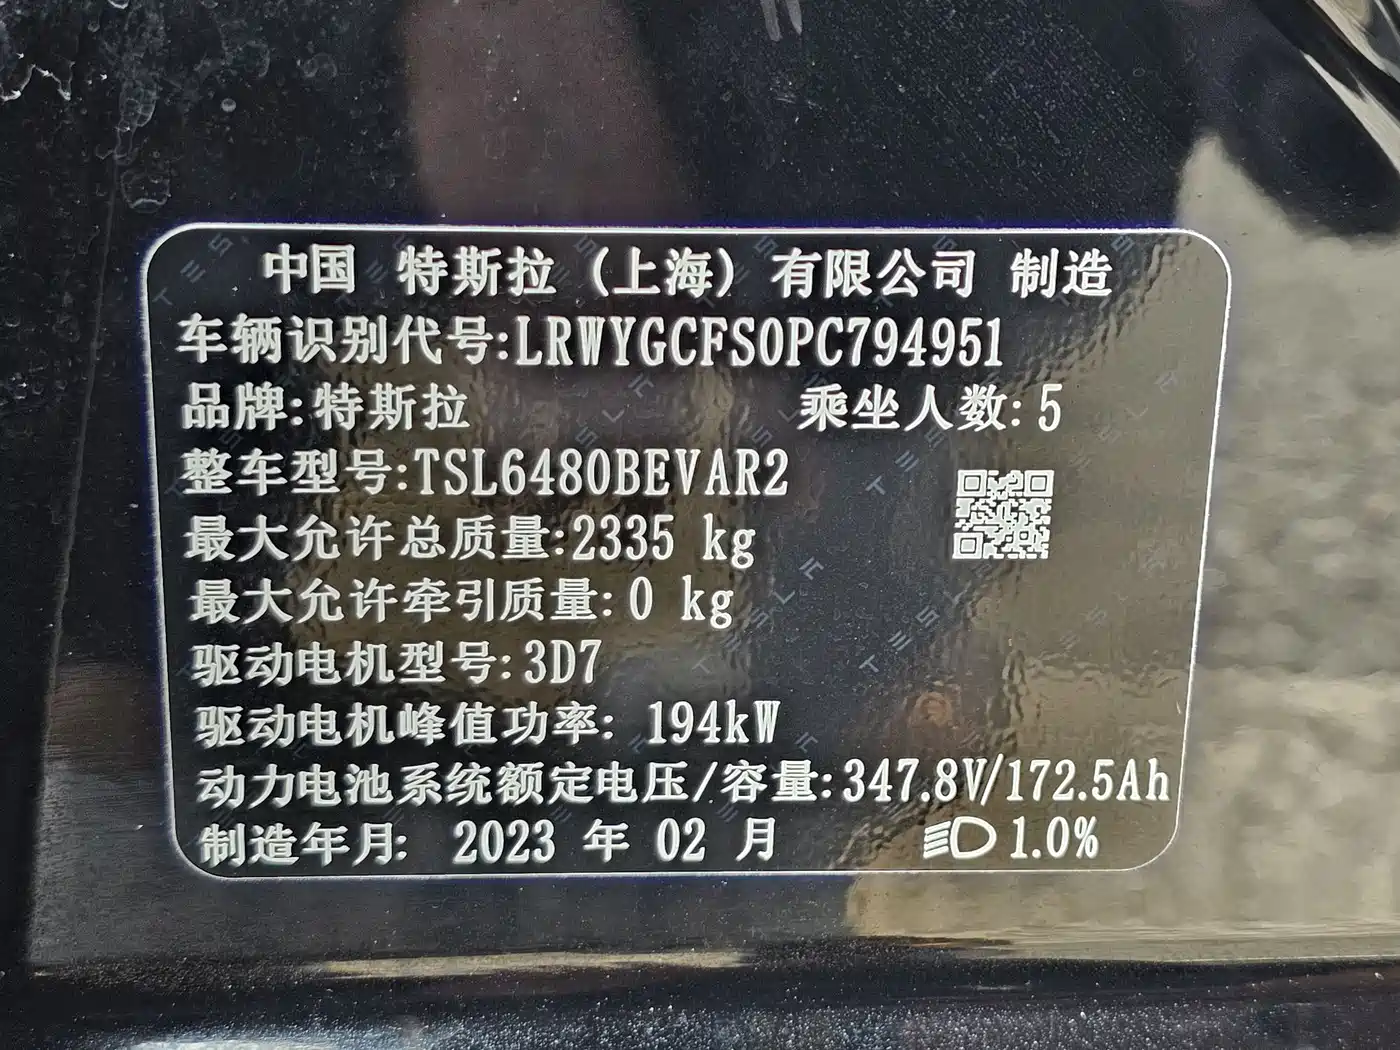 中国 特斯拉（上海）有限公司 制造
车辆识别代号:LRWYGCFS0PC794951
品牌:特斯拉 乘坐人数:5
整车型号:TSL6480BEVAR2
最大允许总质量:2335 kg
最大允许牵引质量: 0 kg
驱动电机型号:3D7
驱动电机峰值功率: 194kW
动力电池系统额定电压/容量:347.8V/172.5Ah
制造年月: 2023 年 02 月 1.0%
TESLA